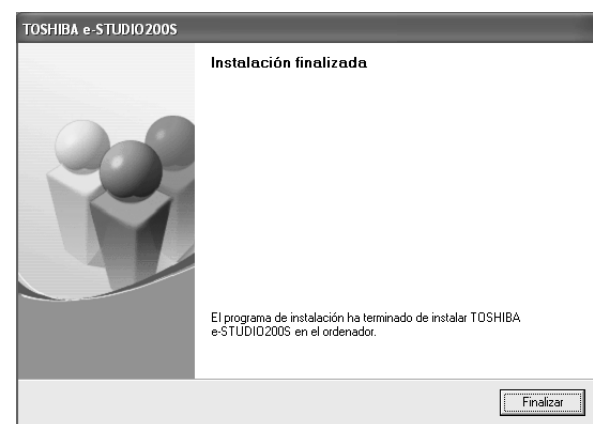 TOSHIBA e-STUDIO200S
Instalación finalizada
El programa de instalación ha terminado de instalar TOSHIBA
e-STUDIO200S en el ordenador.
Finalizar